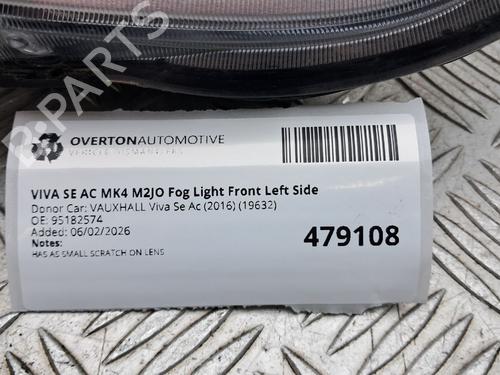 OVERTONAUTOMOTIVE
VIVA SE AC MK4 M2JO Fog Light Front Left Side
Donor Car: VAUXHALL Viva Se Ac (2016) (19632)
OE: 95182574
Added: 06/02/2026
Notes:
HAS AS SMALL SCRATCH ON LENS
479108
B-PARTS